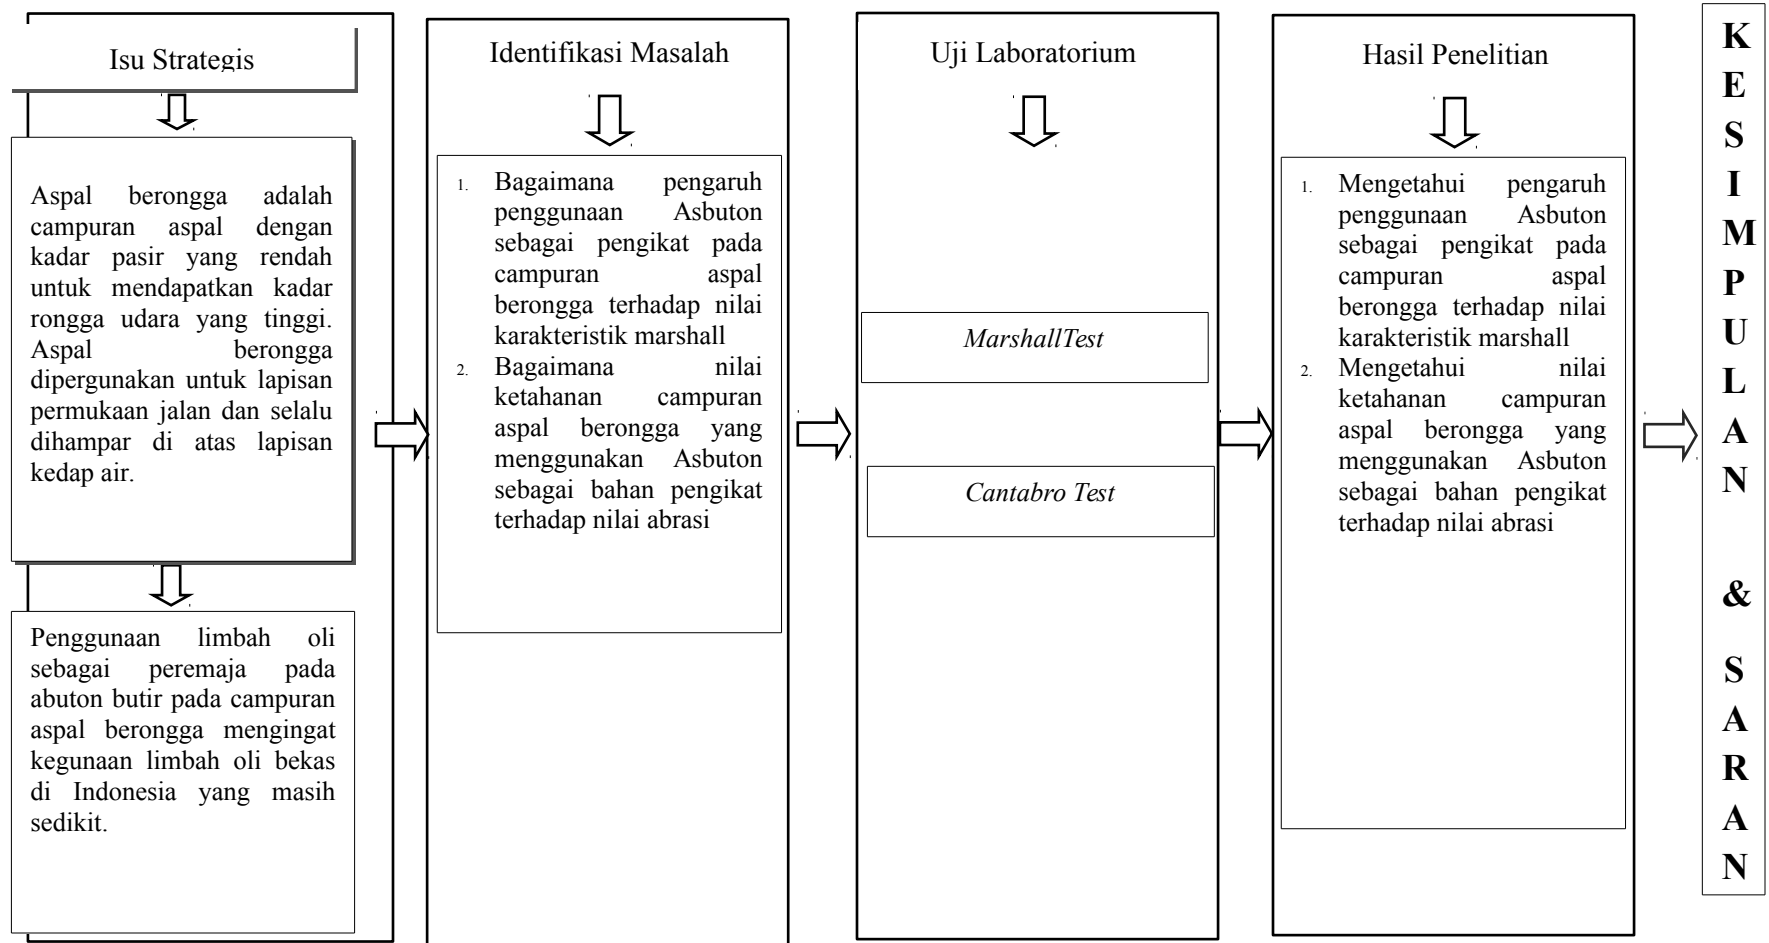 Isu Strategis
Aspal berongga adalah
campuran aspal dengan
kadar pasir yang rendah
untuk mendapatkan kadar
rongga udara yang tinggi.
Aspal berongga
dipergunakan untuk lapisan
permukaan jalan dan selalu
dihampar di atas lapisan
kedap air.
Penggunaan limbah oli
sebagai peremaja pada
abuton butir pada campuran
aspal berongga mengingat
kegunaan limbah oli bekas
di Indonesia yang masih
sedikit.
Identifikasi Masalah
1. Bagaimana pengaruh
penggunaan Asbuton
sebagai pengikat pada
campuran aspal
berongga terhadap nilai
karakteristik marshall
2. Bagaimana nilai
ketahanan campuran
aspal berongga yang
menggunakan Asbuton
sebagai bahan pengikat
terhadap nilai abrasi
Uji Laboratorium
MarshallTest
Cantabro Test
Hasil Penelitian
1. Mengetahui pengaruh
penggunaan Asbuton
sebagai pengikat pada
campuran aspal
berongga terhadap nilai
karakteristik marshall
2. Mengetahui nilai
ketahanan campuran
aspal berongga yang
menggunakan Asbuton
sebagai bahan pengikat
terhadap nilai abrasi
K
E
S
I
M
P
U
L
A
N
&
S
A
R
A
N